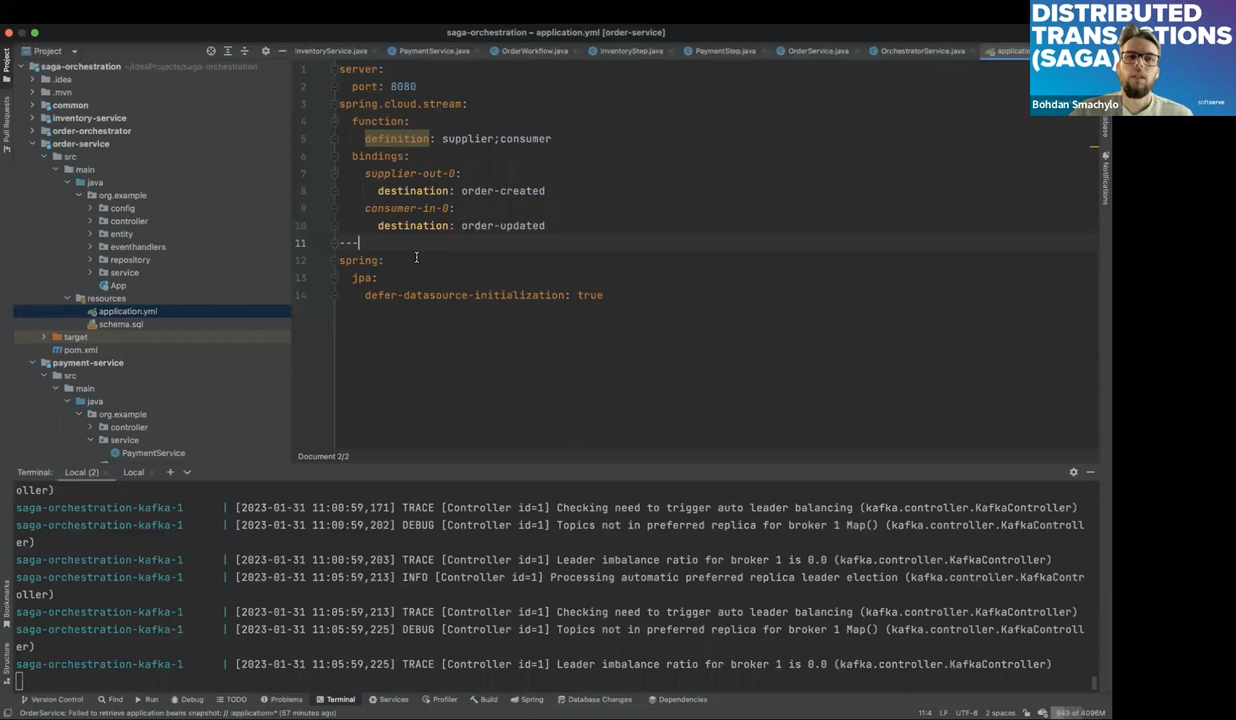 saga-orchestration – application.yml [order-service]
DISTRIBUTED
TRANSACTIONS
(SAGA)
Bohdan Smachylo
softserve
Project
Project
saga-orchestration ~/IdeaProjects/saga-orchestration
.idea
.mvn
common
inventory-service
order-orchestrator
order-service
src
main
java
org.example
config
controller
entity
eventhandlers
repository
service
App
resources
application.yml
schema.sql
target
pom.xml
payment-service
src
main
java
org.example
controller
service
PaymentService
Pull Requests
Bookmarks
Structure
InventoryService.java
PaymentService.java
OrderWorkflow.java
InventoryStep.java
PaymentStep.java
OrderService.java
OrchestratorService.java
applicatio
1 server:
2 port: 8080
3 spring.cloud.stream:
4 function:
5 definition: supplier;consumer
6 bindings:
7 supplier-out-0:
8 destination: order-created
9 consumer-in-0:
10 destination: order-updated
11 ---
12 spring:
13 jpa:
14 defer-datasource-initialization: true
Document 2/2
Notifications
Terminal: Local (2) Local
oller)
saga-orchestration-kafka-1 | [2023-01-31 11:00:59,171] TRACE [Controller id=1] Checking need to trigger auto leader balancing (kafka.controller.KafkaController)
saga-orchestration-kafka-1 | [2023-01-31 11:00:59,202] DEBUG [Controller id=1] Topics not in preferred replica for broker 1 Map() (kafka.controller.KafkaControll
er)
saga-orchestration-kafka-1 | [2023-01-31 11:00:59,203] TRACE [Controller id=1] Leader imbalance ratio for broker 1 is 0.0 (kafka.controller.KafkaController)
saga-orchestration-kafka-1 | [2023-01-31 11:05:59,213] INFO [Controller id=1] Processing automatic preferred replica leader election (kafka.controller.KafkaContr
oller)
saga-orchestration-kafka-1 | [2023-01-31 11:05:59,213] TRACE [Controller id=1] Checking need to trigger auto leader balancing (kafka.controller.KafkaController)
saga-orchestration-kafka-1 | [2023-01-31 11:05:59,225] DEBUG [Controller id=1] Topics not in preferred replica for broker 1 Map() (kafka.controller.KafkaControll
er)
saga-orchestration-kafka-1 | [2023-01-31 11:05:59,225] TRACE [Controller id=1] Leader imbalance ratio for broker 1 is 0.0 (kafka.controller.KafkaController)
Version Control Find Run Debug TODO Problems Terminal Services Profiler Build Spring Database Changes Dependencies
OrderService: Failed to retrieve application beans snapshot: // :application=* (57 minutes ago)
11:4 LF UTF-8 2 spaces 949 of 4096M